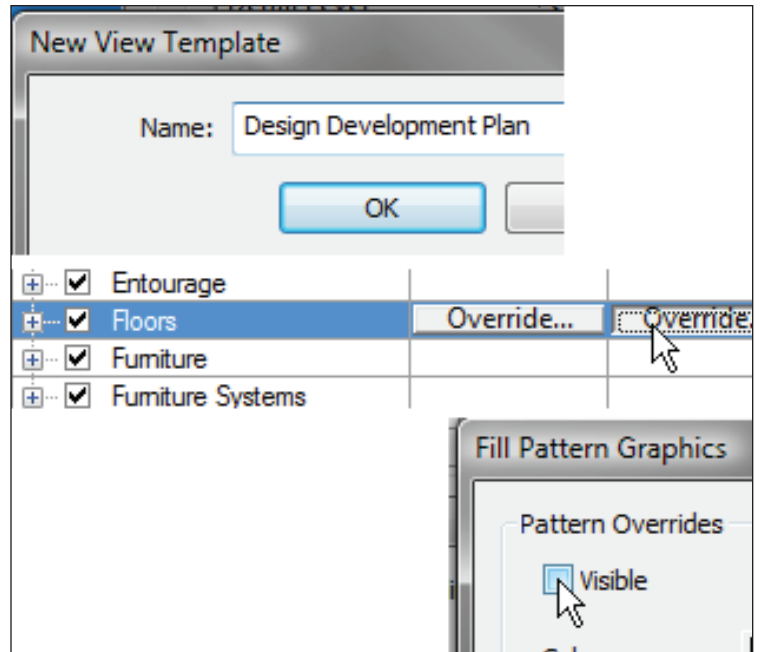 New View Template
Name: Design Development Plan
OK
Entourage
Floors Override... Override.
Furniture
Furniture Systems
Fill Pattern Graphics
Pattern Overrides
Visible